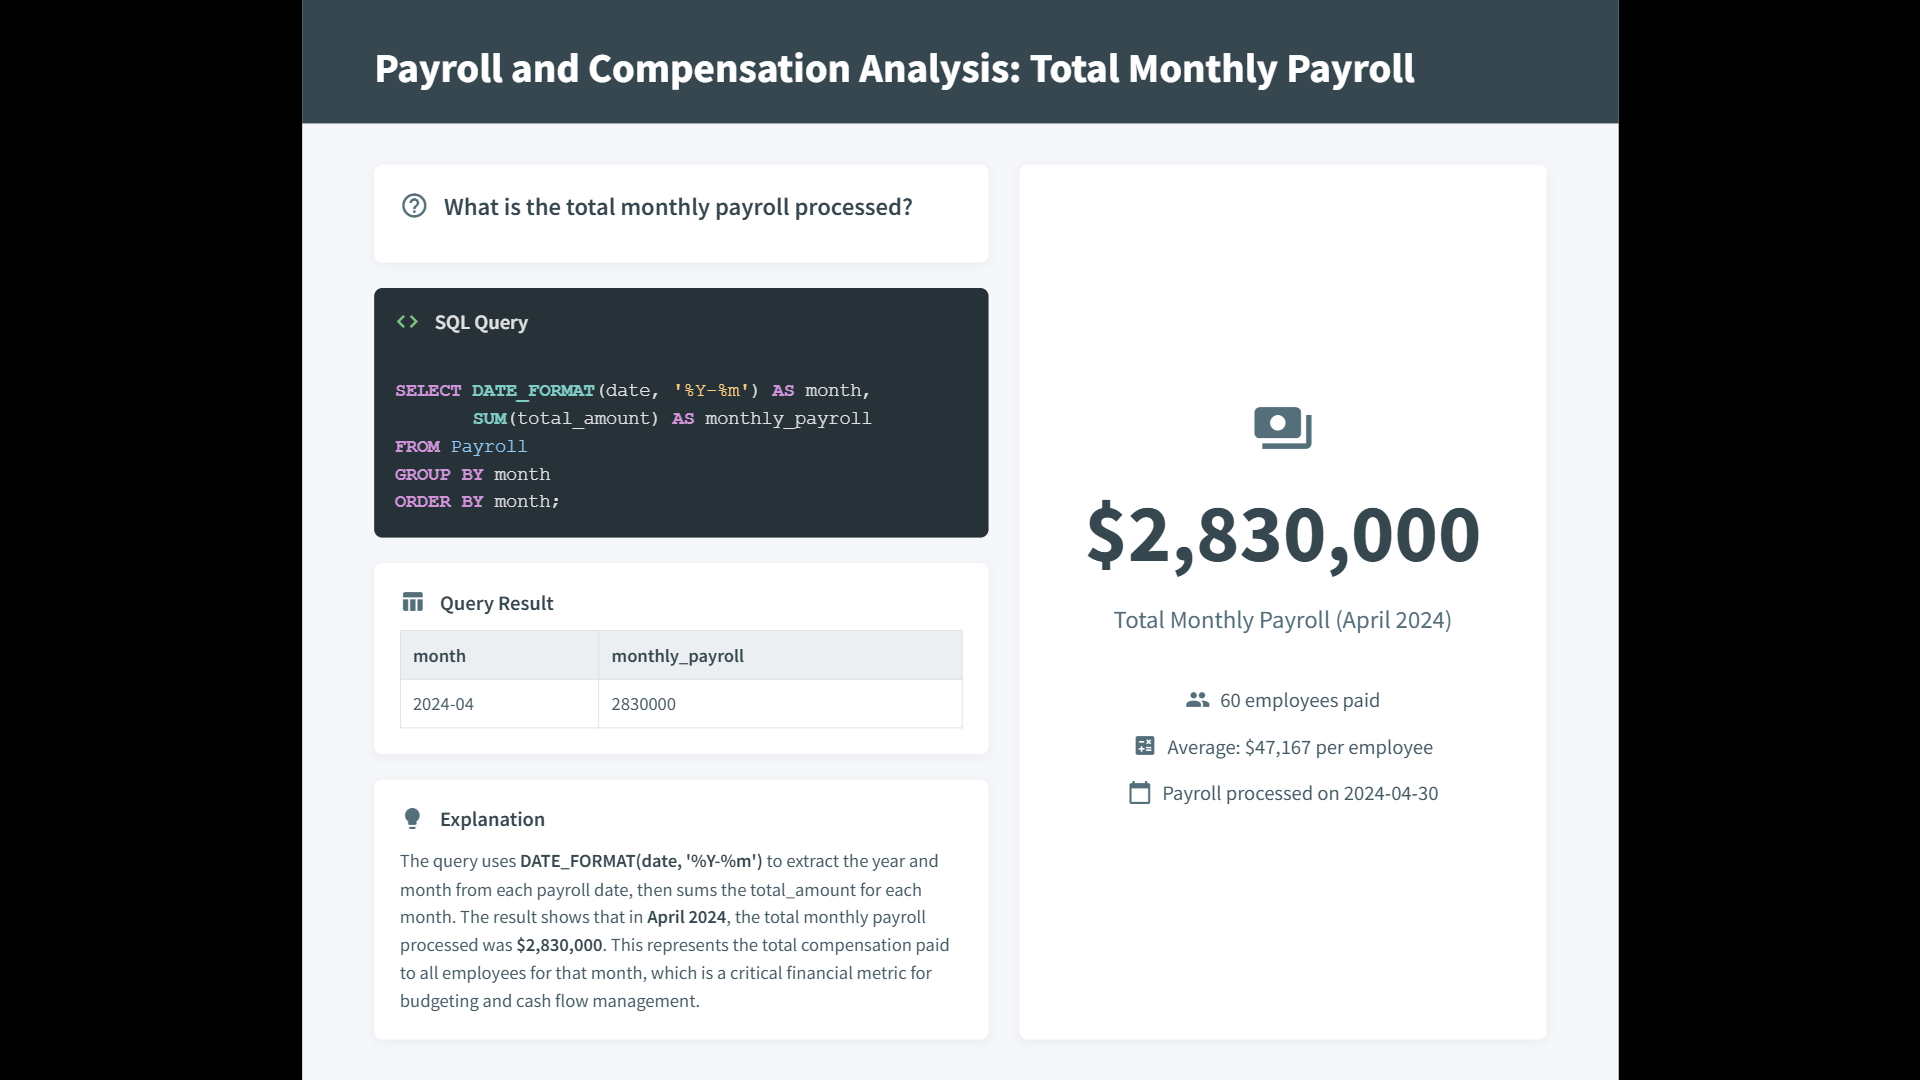 Payroll and Compensation Analysis: Total Monthly Payroll
What is the total monthly payroll processed?
SQL Query
SELECT DATE_FORMAT(date, '%Y-%m') AS month,
       SUM(total_amount) AS monthly_payroll
FROM Payroll
GROUP BY month
ORDER BY month;
Query Result
month monthly_payroll
2024-04 2830000
Explanation
The query uses DATE_FORMAT(date, '%Y-%m') to extract the year and
month from each payroll date, then sums the total_amount for each
month. The result shows that in April 2024, the total monthly payroll
processed was $2,830,000. This represents the total compensation paid
to all employees for that month, which is a critical financial metric for
budgeting and cash flow management.
$2,830,000
Total Monthly Payroll (April 2024)
60 employees paid
Average: $47,167 per employee
Payroll processed on 2024-04-30